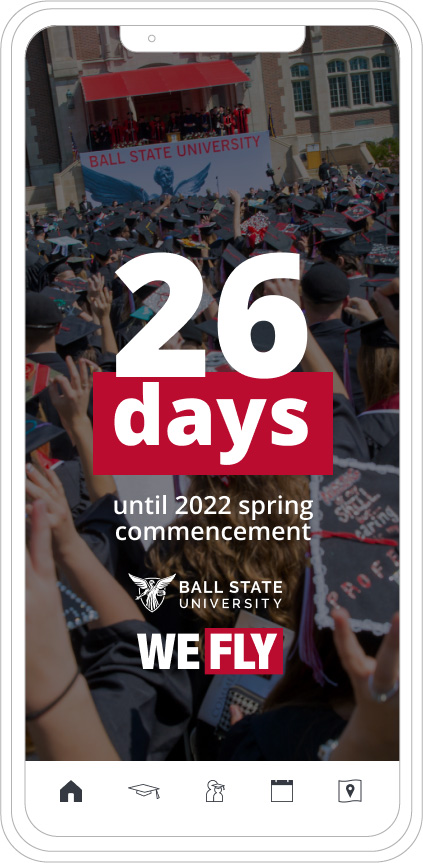 BALL STATE UNIVERSITY
26
days
until 2022 spring
commencement
BALL STATE
UNIVERSITY
WE FLY